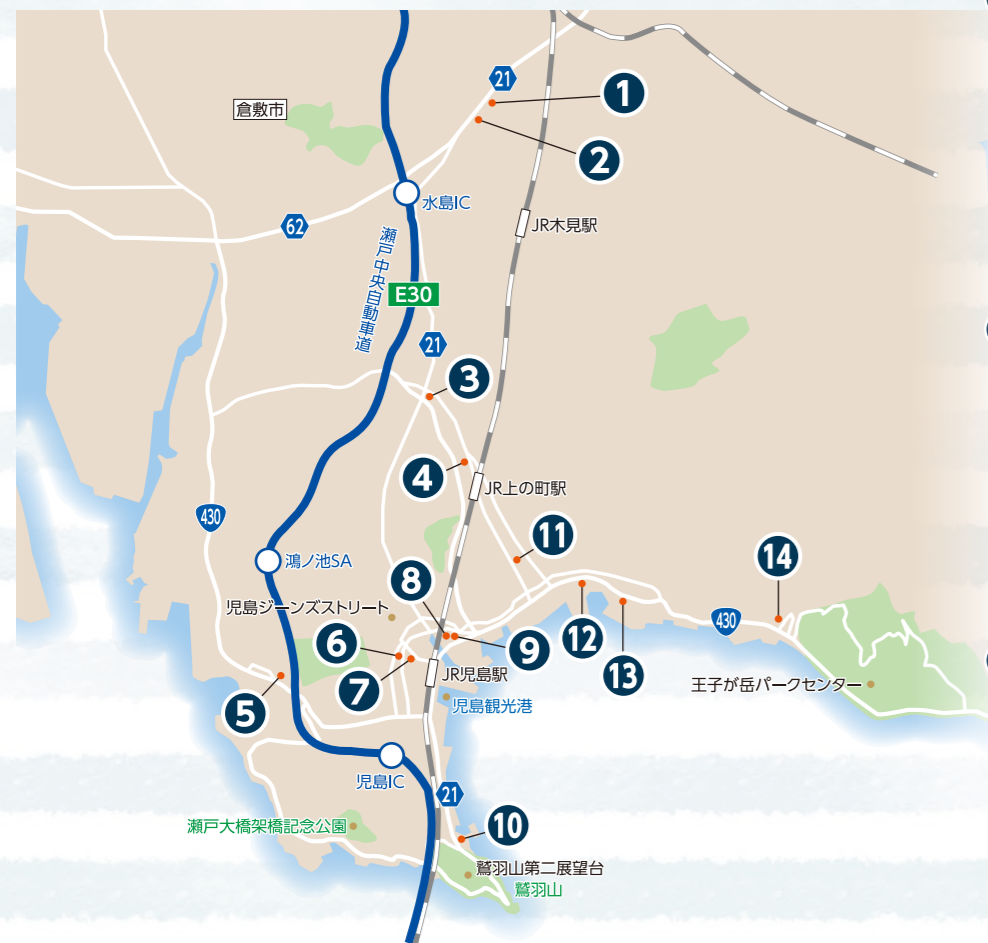 21
1
倉敷市
2
水島IC
62
JR木見駅
瀬戸中央自動車道
E30
21
3
4
JR上の町駅
430
11
14
鴻ノ池SA
8
児島ジーンズストリート
12
430
6
9
13
7
JR児島駅
王子が岳パークセンター
5
児島観光港
児島IC
21
瀬戸大橋架橋記念公園
10
鷲羽山第二展望台
鷲羽山